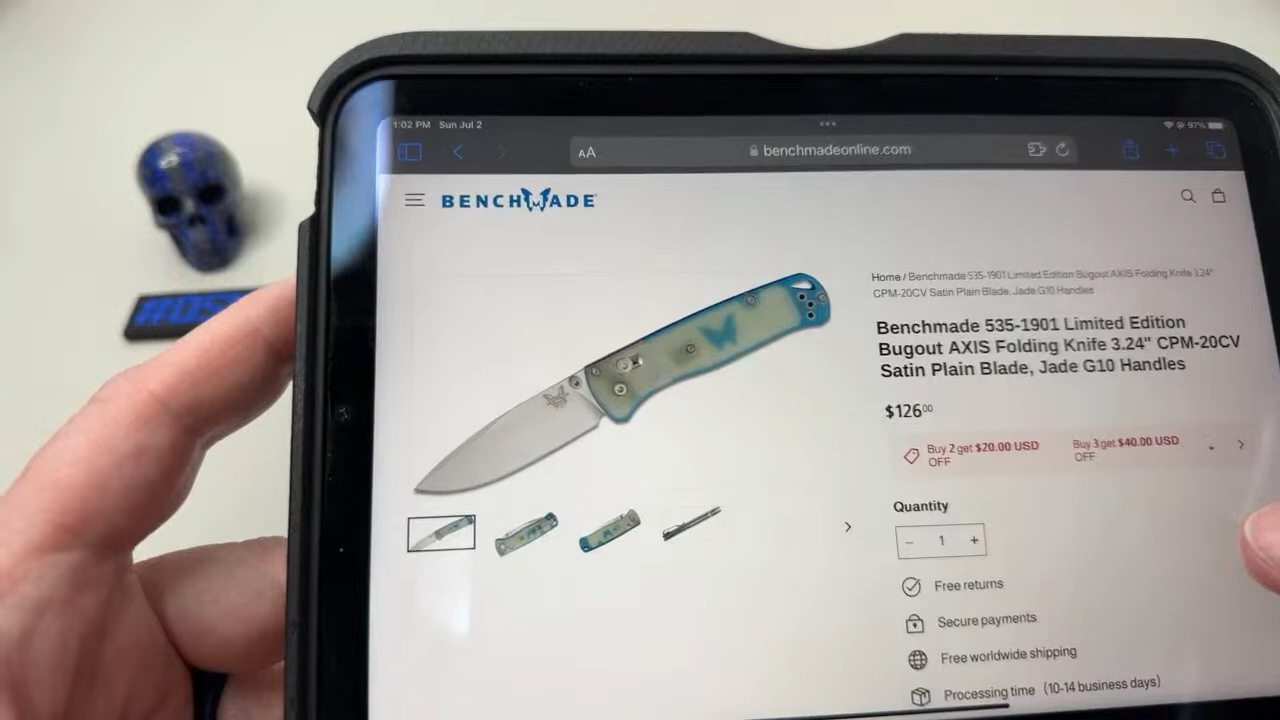 1:02 PM Sun Jul 2
97%
AA
benchmadeonline.com
BENCHMADE
Home / Benchmade 535-1901 Limited Edition Bugout AXIS Folding Knife 3.24"
CPM-20CV Satin Plain Blade, Jade G10 Handles
Benchmade 535-1901 Limited Edition
Bugout AXIS Folding Knife 3.24" CPM-20CV
Satin Plain Blade, Jade G10 Handles
$126.00
Buy 2 get $20.00 USD
OFF
Buy 3 get $40.00 USD
OFF
Quantity
− 1 +
Free returns
Secure payments
Free worldwide shipping
Processing time (10-14 business days)